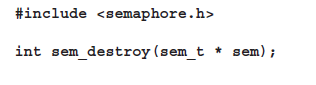 #include <semaphore.h>
int sem_destroy(sem_t * sem);